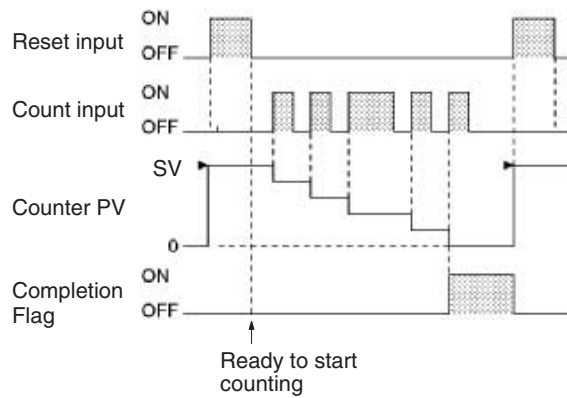 ON
Reset input
OFF
ON
Count input
OFF
SV
Counter PV
0
ON
Completion
Flag
OFF
Ready to start
counting